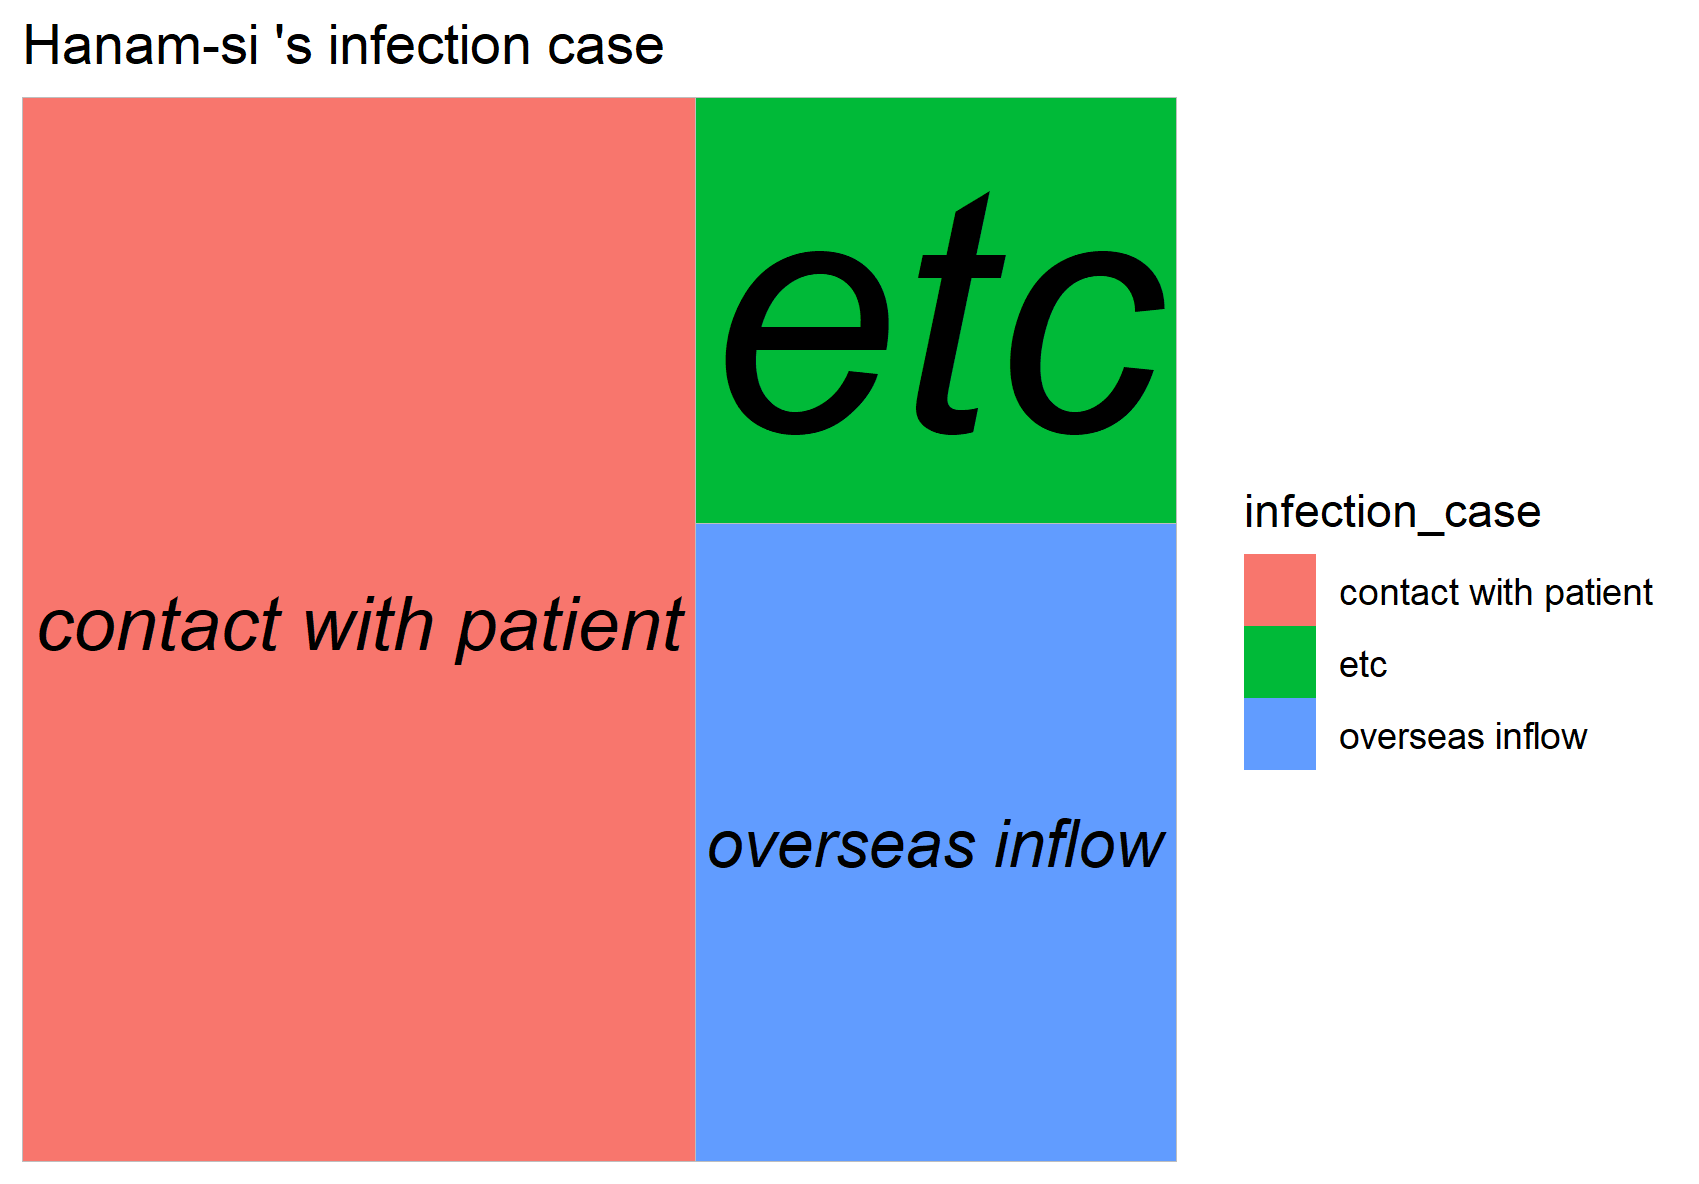 Hanam-si 's infection case
etc
contact with patient
overseas inflow
infection_case
contact with patient
etc
overseas inflow